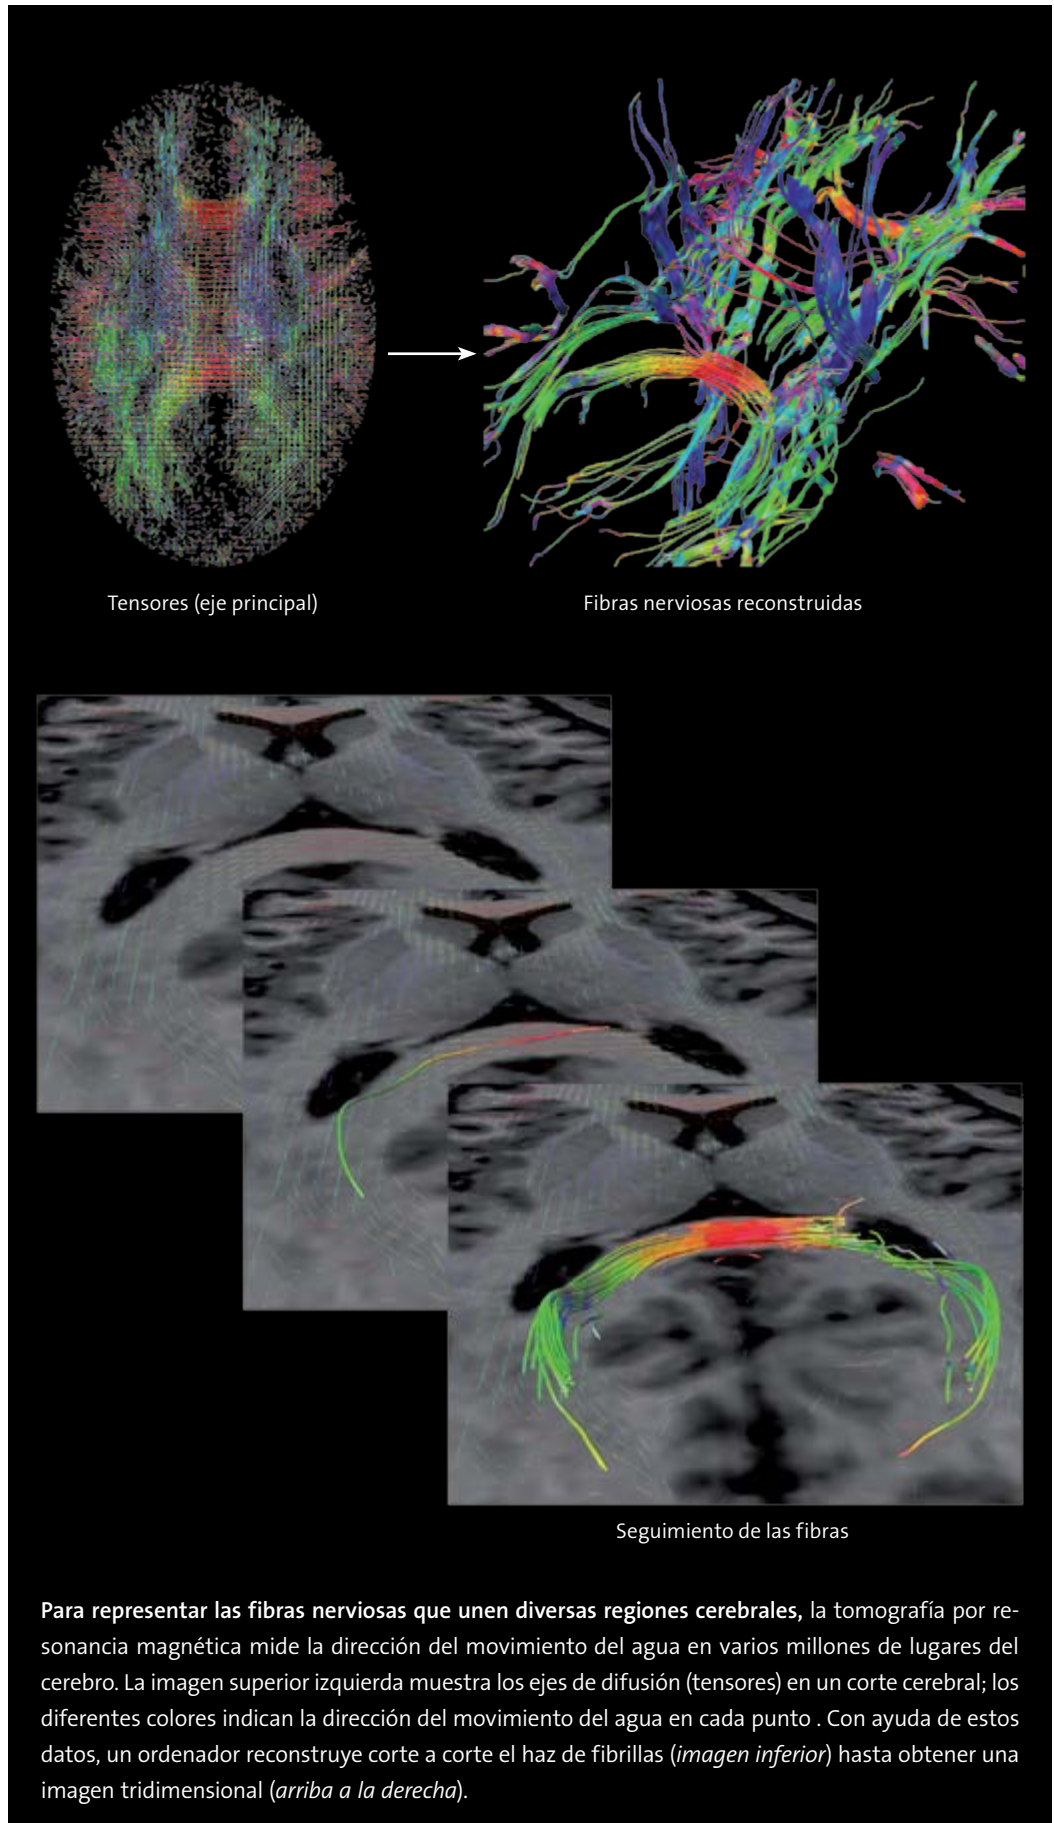 Tensores (eje principal)
Fibras nerviosas reconstruidas
Seguimiento de las fibras
Para representar las fibras nerviosas que unen diversas regiones cerebrales, la tomografía por re-
sonancia magnética mide la dirección del movimiento del agua en varios millones de lugares del
cerebro. La imagen superior izquierda muestra los ejes de difusión (tensores) en un corte cerebral; los
diferentes colores indican la dirección del movimiento del agua en cada punto . Con ayuda de estos
datos, un ordenador reconstruye corte a corte el haz de fibrillas (imagen inferior) hasta obtener una
imagen tridimensional (arriba a la derecha).